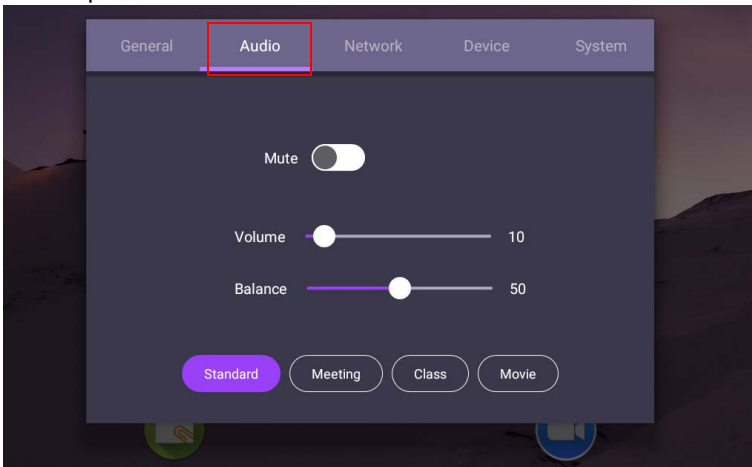 General Audio Network Device System
Mute
Volume 10
Balance 50
Standard Meeting Class Movie